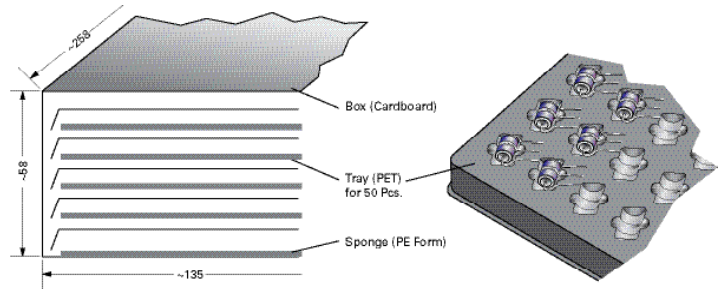 ~258
Box (Cardboard)
~58
Tray (PET)
for 50 Pcs.
Sponge (PE Form)
~135